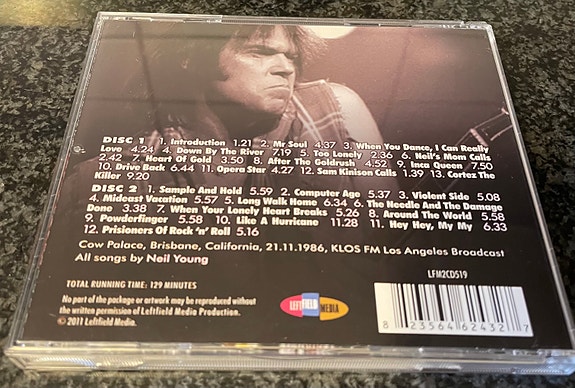 DISC 1 1. Introduction 1.21 2. Mr Soul 4.37 3. When You Dance, I Can Really
Love 4.24 4. Down By The River 7.19 5. Too Lonely 2.36 6. Neil's Mom Calls
2.42 7. Heart Of Gold 3.50 8. After The Goldrush 4.52 9. Inca Queen 7.50
10. Drive Back 6.44 11. Opera Star 4.27 12. Sam Kinison Calls 1.39 13. Cortez The
Killer 9.20
DISC 2 1. Sample And Hold 5.59 2. Computer Age 5.37 3. Violent Side 5.08
4. Mideast Vacation 5.57 5. Long Walk Home 6.34 6. The Needle And The Damage
Done 3.38 7. When Your Lonely Heart Breaks 5.26 8. Around The World 5.58
9. Powderfinger 5.58 10. Like A Hurricane 11.28 11. Hey Hey, My My 6.33
12. Prisioners Of Rock 'n' Roll 5.16
Cow Palace, Brisbane, California, 21.11.1986, KLOS FM Los Angeles Broadcast
All songs by Neil Young
LFM2CD519
TOTAL RUNNING TIME: 129 MINUTES
No part of the package or artwork may be reproduced without
the written permission of Leftfield Media Production.
© 2011 Leftfield Media.
LEFTFIELD MEDIA
8 23564 62432 7